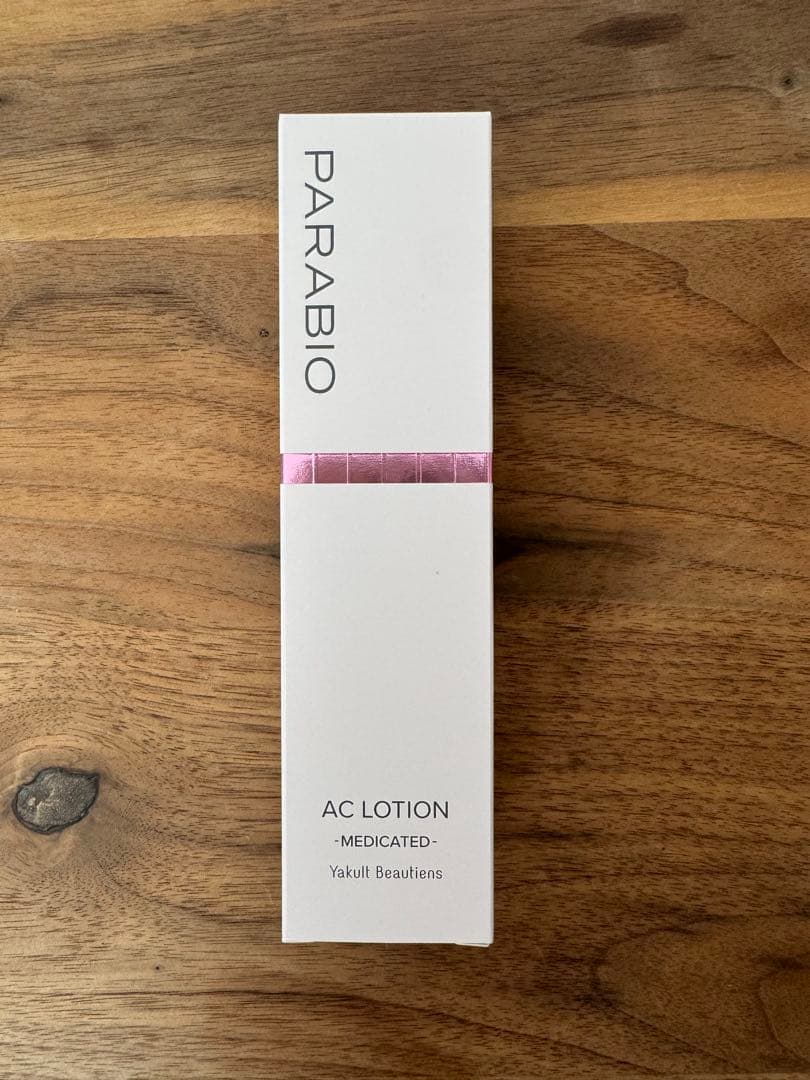 PARABIO
AC LOTION
-MEDICATED-
Yakult Beautiens